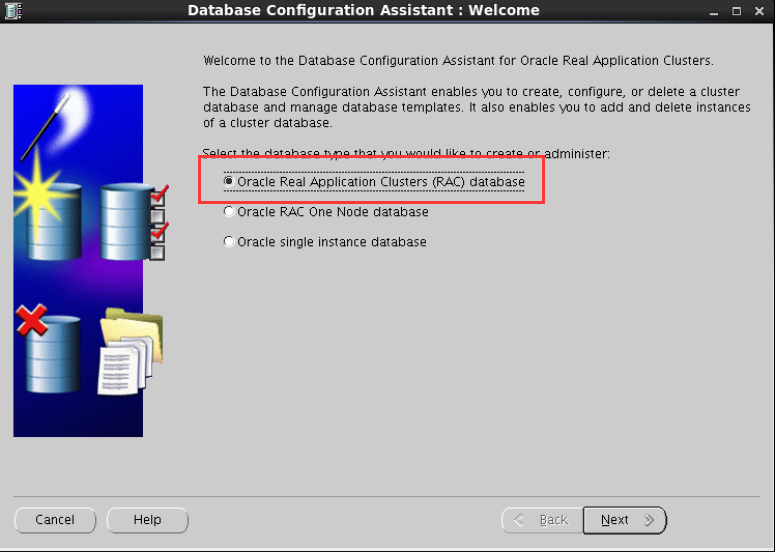 Database Configuration Assistant : Welcome
Welcome to the Database Configuration Assistant for Oracle Real Application Clusters.
The Database Configuration Assistant enables you to create, configure, or delete a cluster
database and manage database templates. It also enables you to add and delete instances
of a cluster database.
Select the database type that you would like to create or administer:
Oracle Real Application Clusters (RAC) database
Oracle RAC One Node database
Oracle single instance database
Cancel
Help
Back
Next